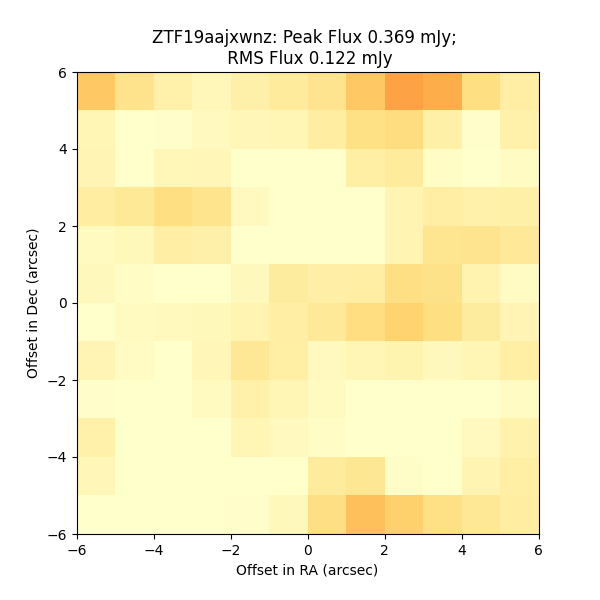 ZTF19aajxwnz: Peak Flux 0.369 mJy;
RMS Flux 0.122 mJy
6
4
2
0
−2
−4
−6
Offset in Dec (arcsec)
−6 −4 −2 0 2 4 6
Offset in RA (arcsec)